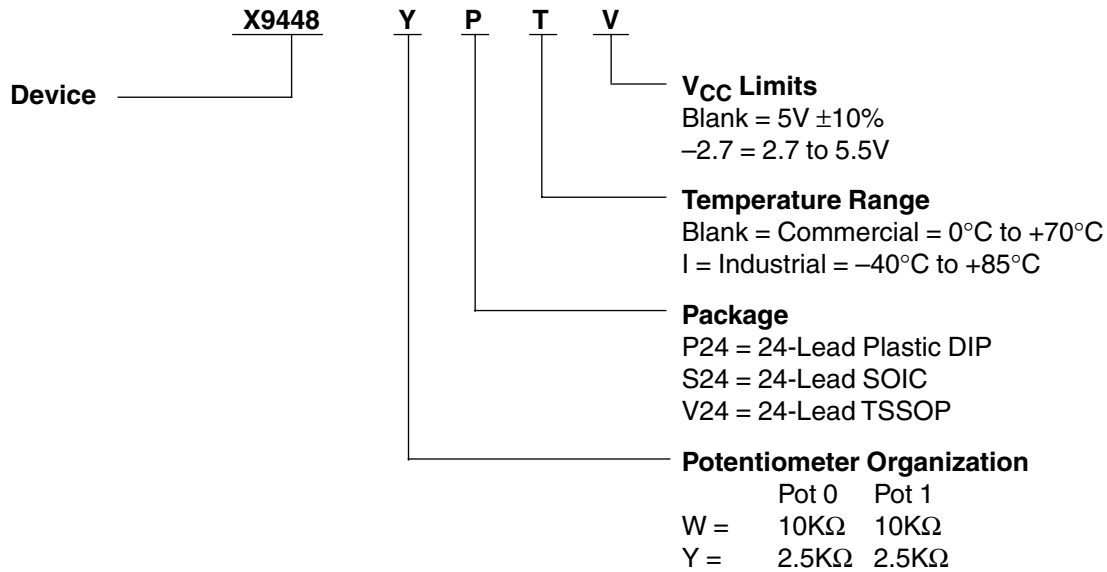 X9448 Y P T V
Device
VCC Limits
Blank = 5V ±10%
–2.7 = 2.7 to 5.5V
Temperature Range
Blank = Commercial = 0°C to +70°C
I = Industrial = –40°C to +85°C
Package
P24 = 24-Lead Plastic DIP
S24 = 24-Lead SOIC
V24 = 24-Lead TSSOP
Potentiometer Organization
Pot 0 Pot 1
W = 10KΩ 10KΩ
Y = 2.5KΩ 2.5KΩ